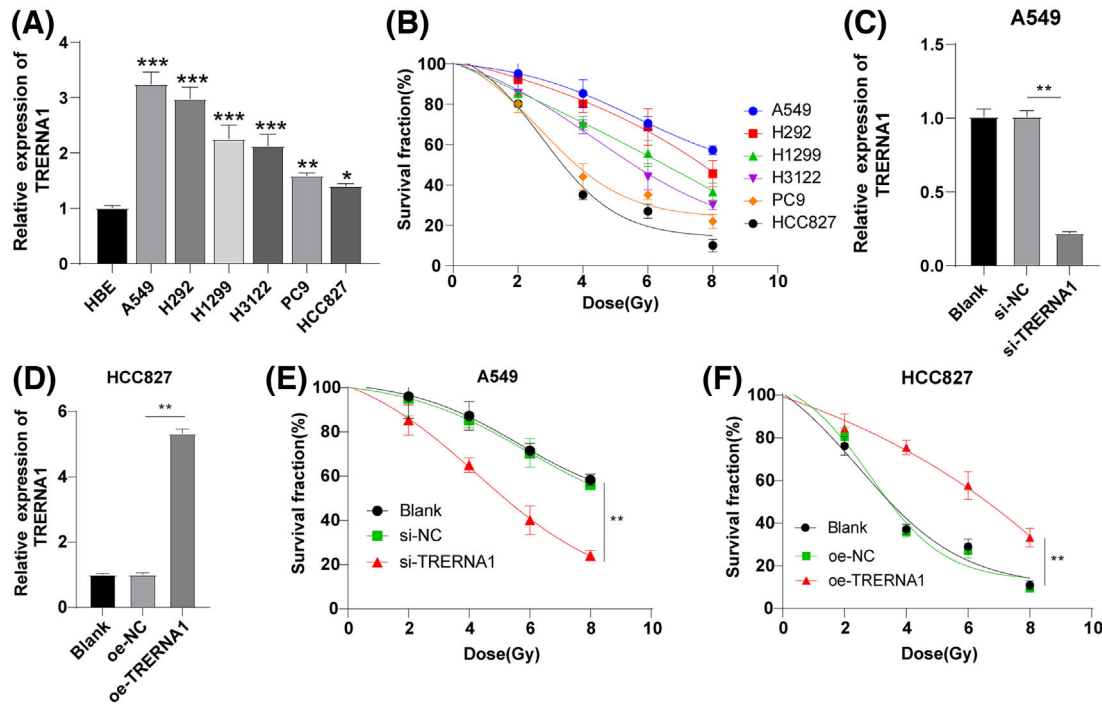 (A)
Relative expression of
TRERNA1
4
3
2
1
0
***
***
***
***
**
*
HBE
A549
H292
H1299
H3122
PC9
HCC827
(B)
Survival fraction(%)
100
80
60
40
20
0
0 2 4 6 8 10
Dose(Gy)
A549
H292
H1299
H3122
PC9
HCC827
(C)
A549
Relative expression of
TRERNA1
1.5
1.0
0.5
0.0
**
Blank
si-NC
si-TRERNA1
(D)
HCC827
Relative expression of
TRERNA1
6
4
2
1
0
**
Blank
oe-NC
oe-TRERNA1
(E)
A549
Survival fraction(%)
100
80
60
40
20
0
Blank
si-NC
si-TRERNA1
**
0 2 4 6 8 10
Dose(Gy)
(F)
HCC827
Survival fraction(%)
100
80
60
40
20
0
Blank
oe-NC
oe-TRERNA1
**
0 2 4 6 8 10
Dose(Gy)